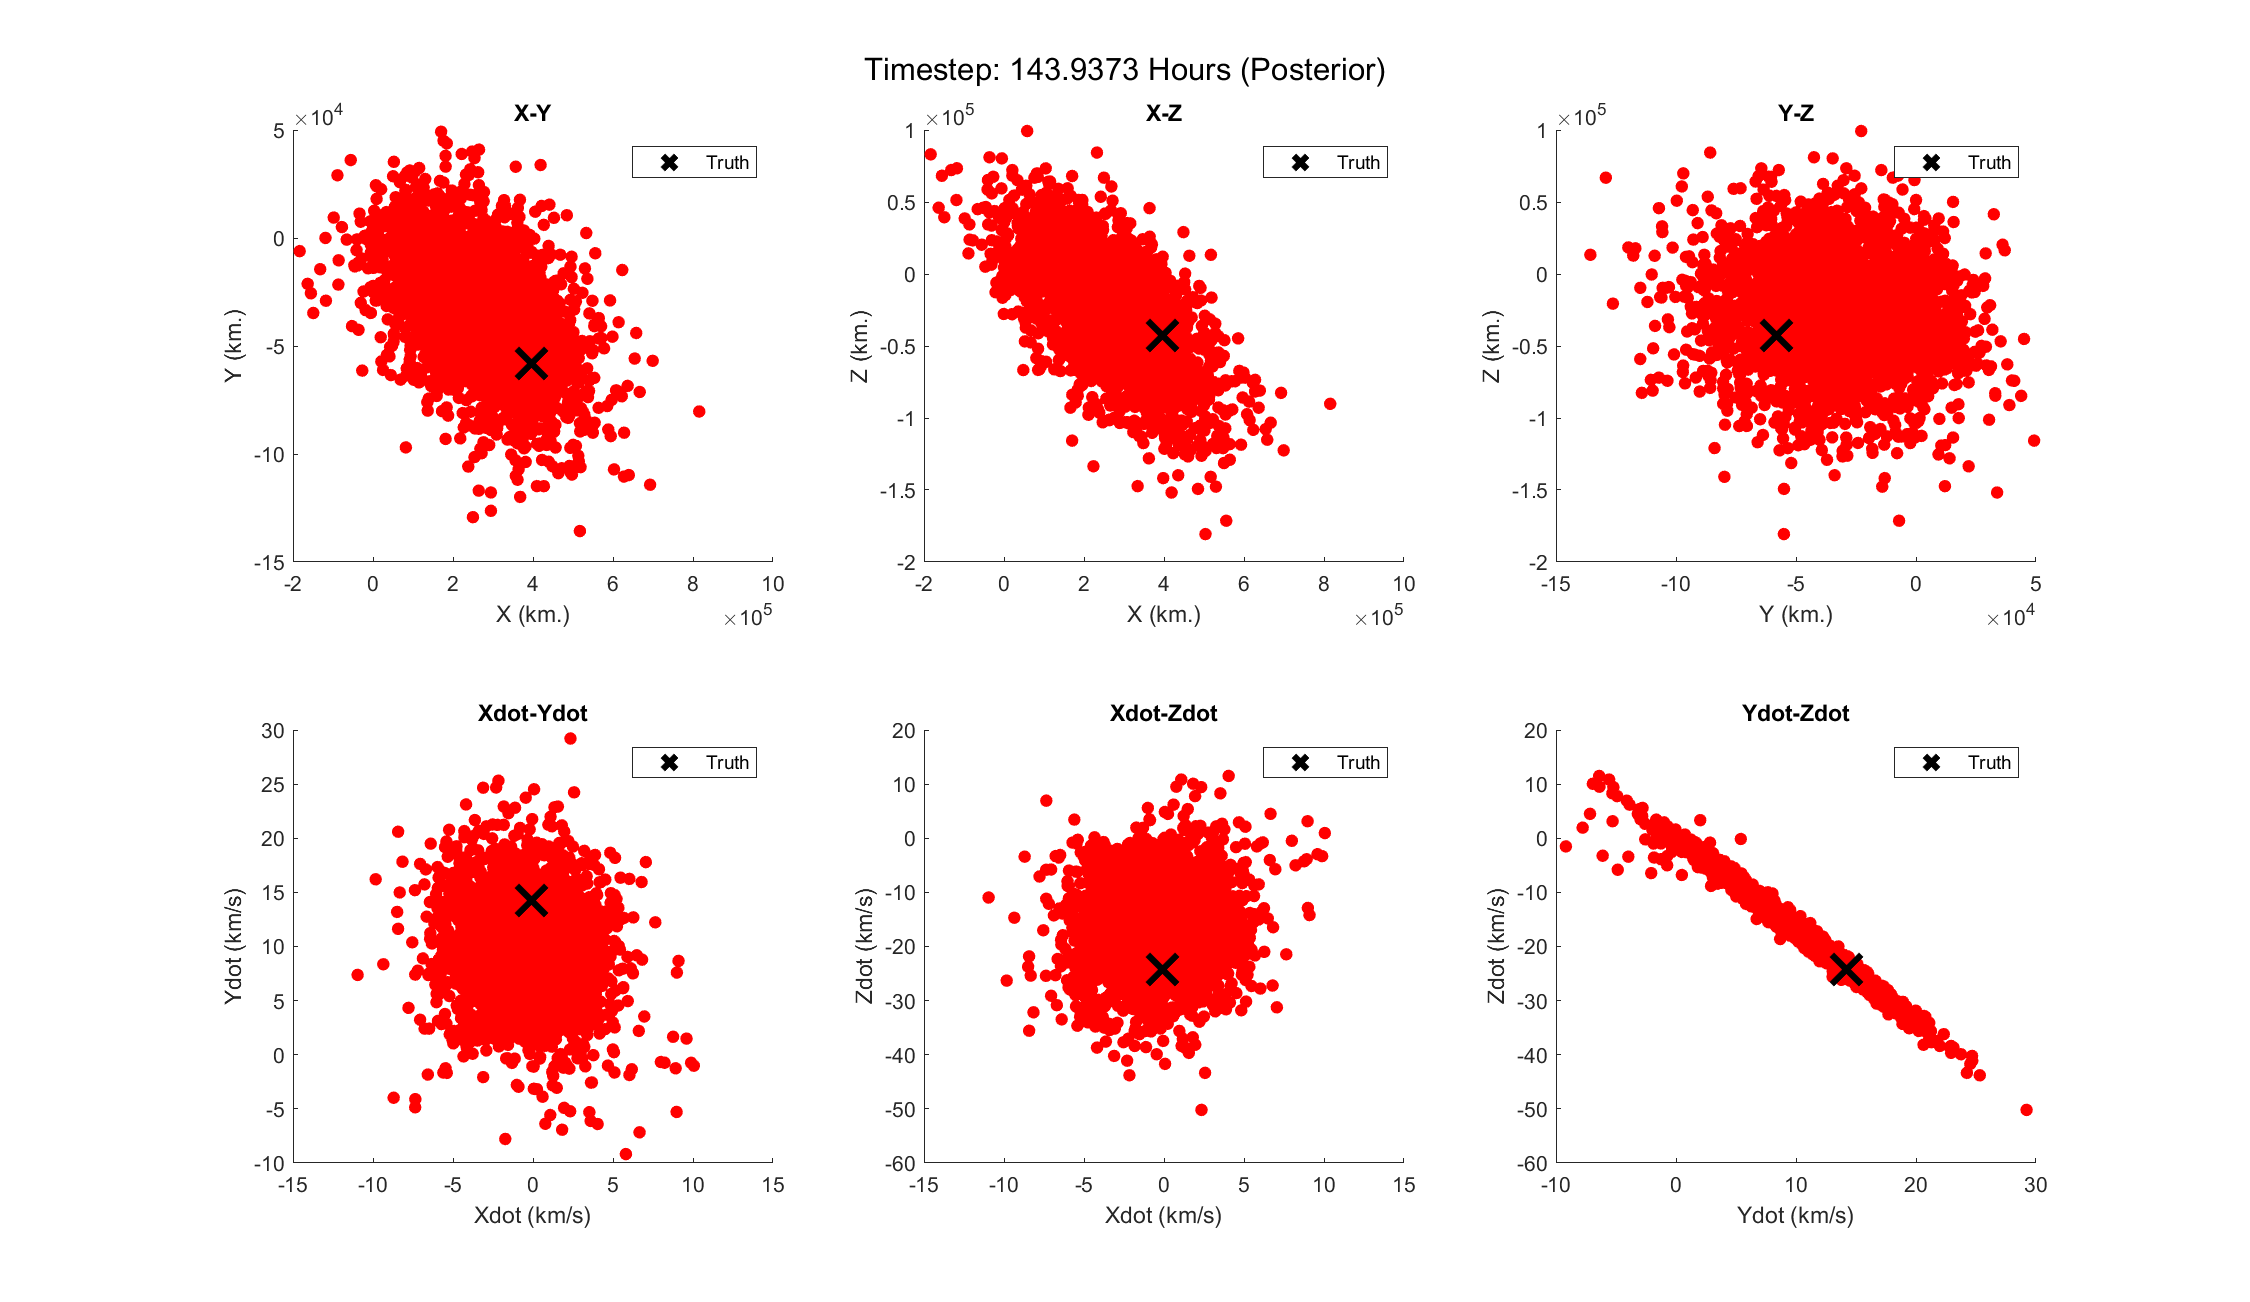 Timestep: 143.9373 Hours (Posterior)
X-Y
×10^4
5
0
-5
-10
-15
Y (km.)
-2 0 2 4 6 8 10
X (km.)
×10^5
Truth
X-Z
×10^5
1
0.5
0
-0.5
-1
-1.5
-2
Z (km.)
-2 0 2 4 6 8 10
X (km.)
×10^5
Truth
Y-Z
×10^5
1
0.5
0
-0.5
-1
-1.5
-2
Z (km.)
-15 -10 -5 0 5
Y (km.)
×10^4
Truth
Xdot-Ydot
30
25
20
15
10
5
0
-5
-10
Ydot (km/s)
-15 -10 -5 0 5 10 15
Xdot (km/s)
Truth
Xdot-Zdot
20
10
0
-10
-20
-30
-40
-50
-60
Zdot (km/s)
-15 -10 -5 0 5 10 15
Xdot (km/s)
Truth
Ydot-Zdot
20
10
0
-10
-20
-30
-40
-50
-60
Zdot (km/s)
-10 0 10 20 30
Ydot (km/s)
Truth